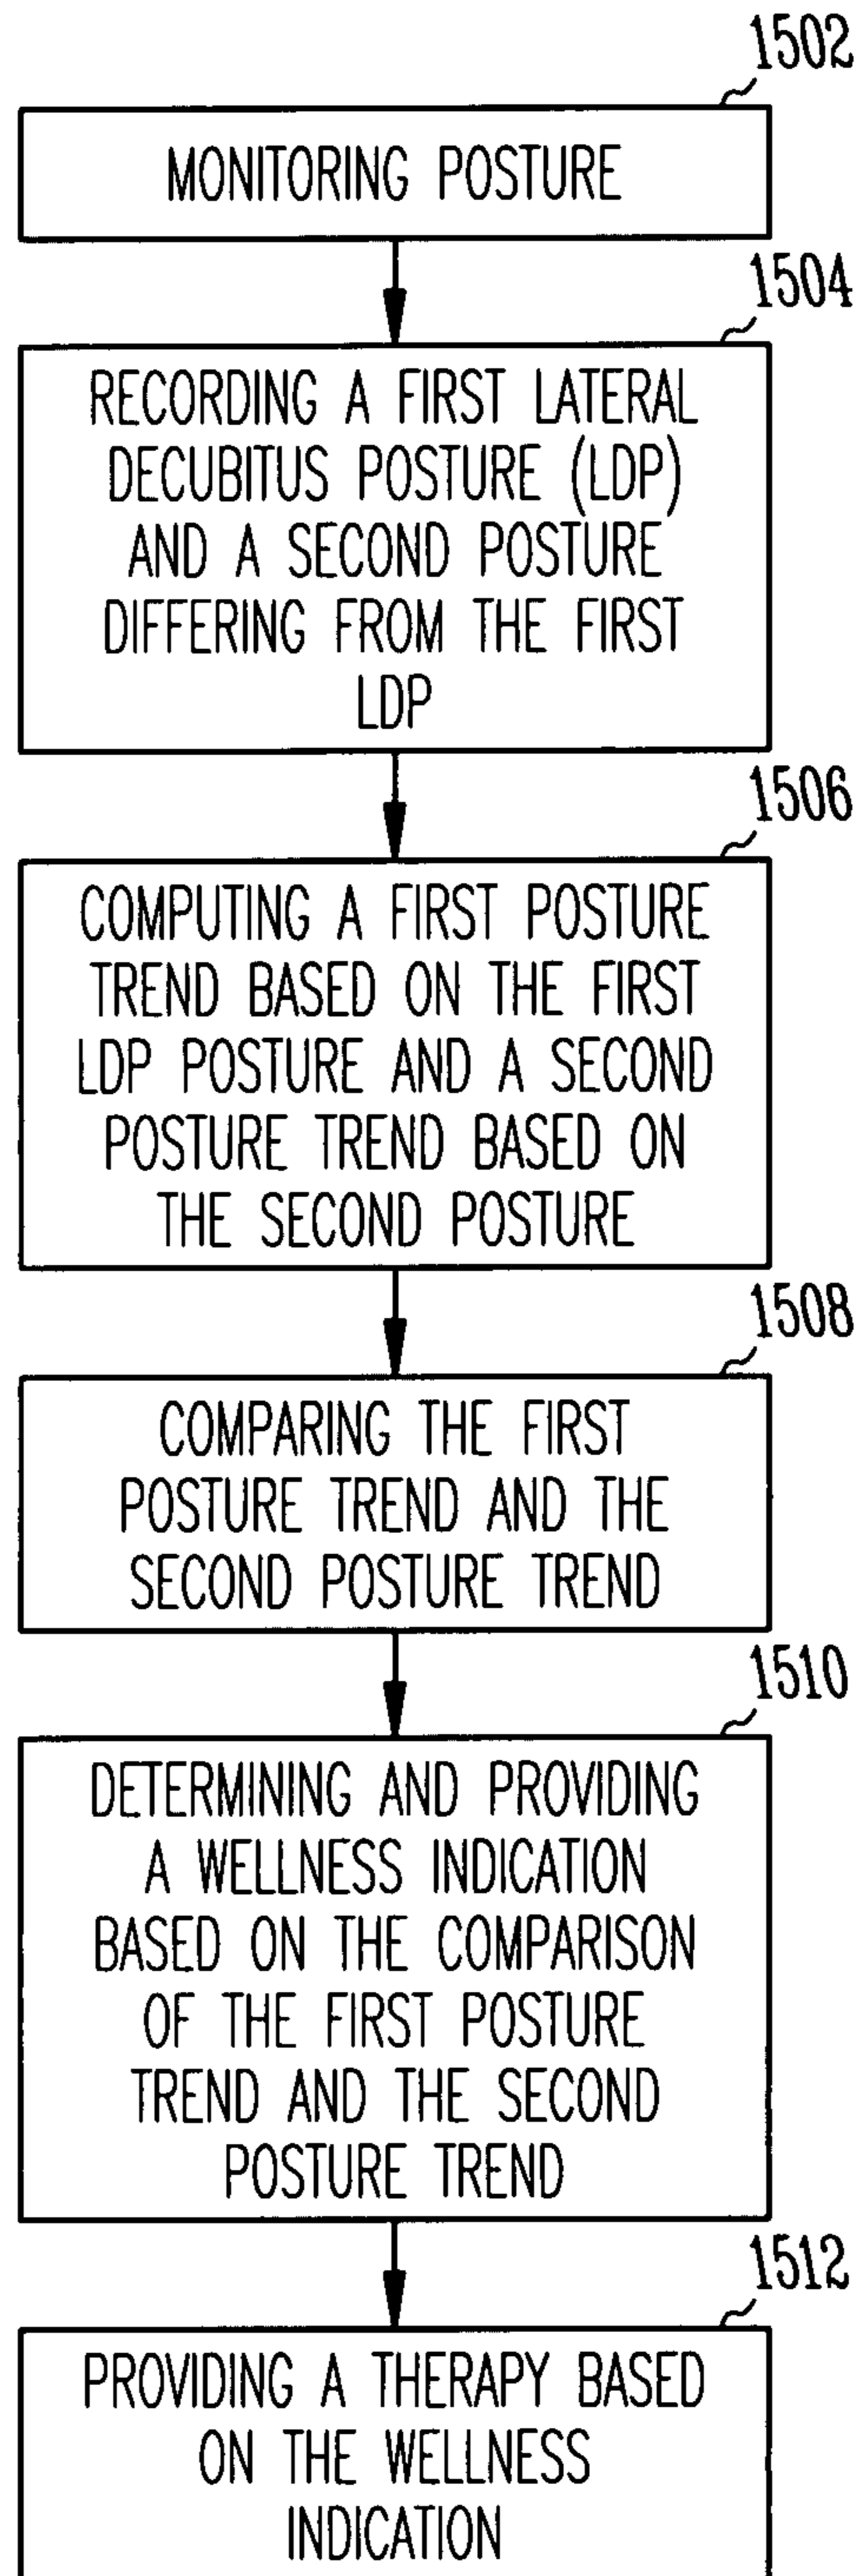 1502
MONITORING POSTURE
1504
RECORDING A FIRST LATERAL
DECUBITUS POSTURE (LDP)
AND A SECOND POSTURE
DIFFERING FROM THE FIRST
LDP
1506
COMPUTING A FIRST POSTURE
TREND BASED ON THE FIRST
LDP POSTURE AND A SECOND
POSTURE TREND BASED ON
THE SECOND POSTURE
1508
COMPARING THE FIRST
POSTURE TREND AND THE
SECOND POSTURE TREND
1510
DETERMINING AND PROVIDING
A WELLNESS INDICATION
BASED ON THE COMPARISON
OF THE FIRST POSTURE
TREND AND THE SECOND
POSTURE TREND
1512
PROVIDING A THERAPY BASED
ON THE WELLNESS
INDICATION